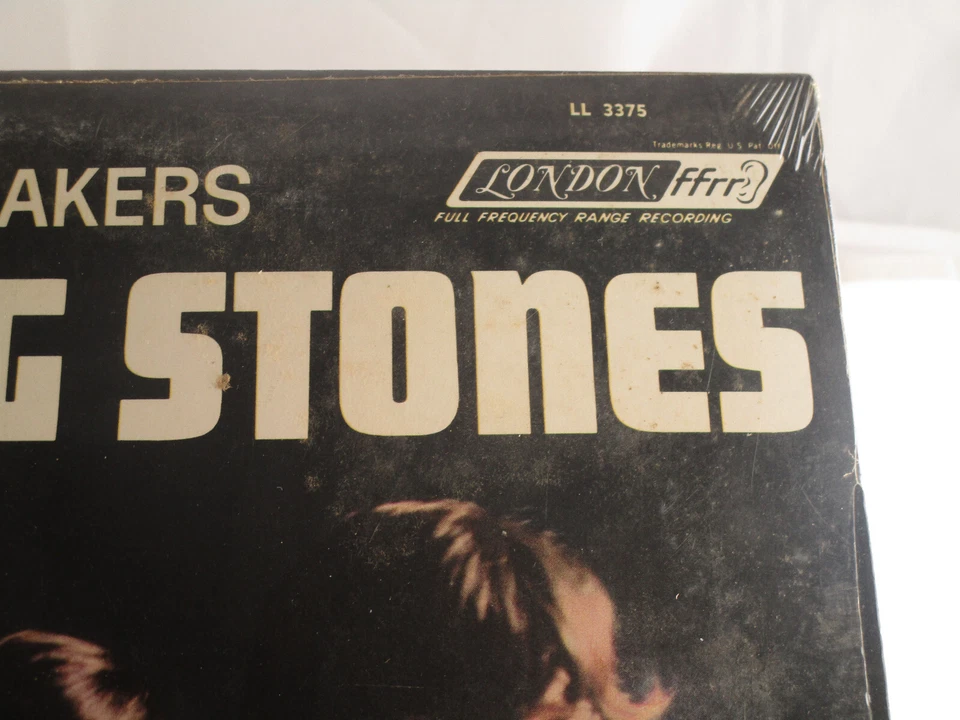 LL 3375
Trademarks Reg U.S. Pat. Off
AKERS
LONDON ffrr
FULL FREQUENCY RANGE RECORDING
G STONES